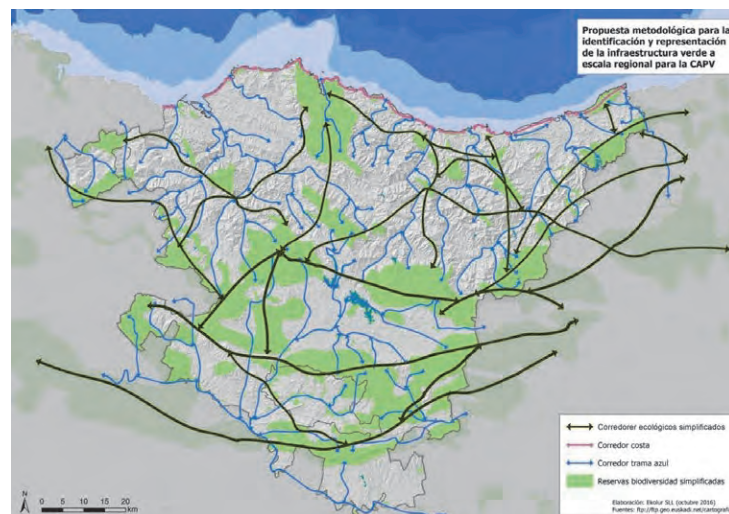 Propuesta metodológica para la
identificación y representación
de la infraestructura verde a
escala regional para la CAPV
Corredorer ecológicos simplificados
Corredor costa
Corredor trama azul
Reservas biodiversidad simplificadas
N
0 5 10 15 20
km
Elaboración: Ekolur SLL (octubre 2016)
Fuentes: ftp://ftp.geo.euskadi.net/cartografi